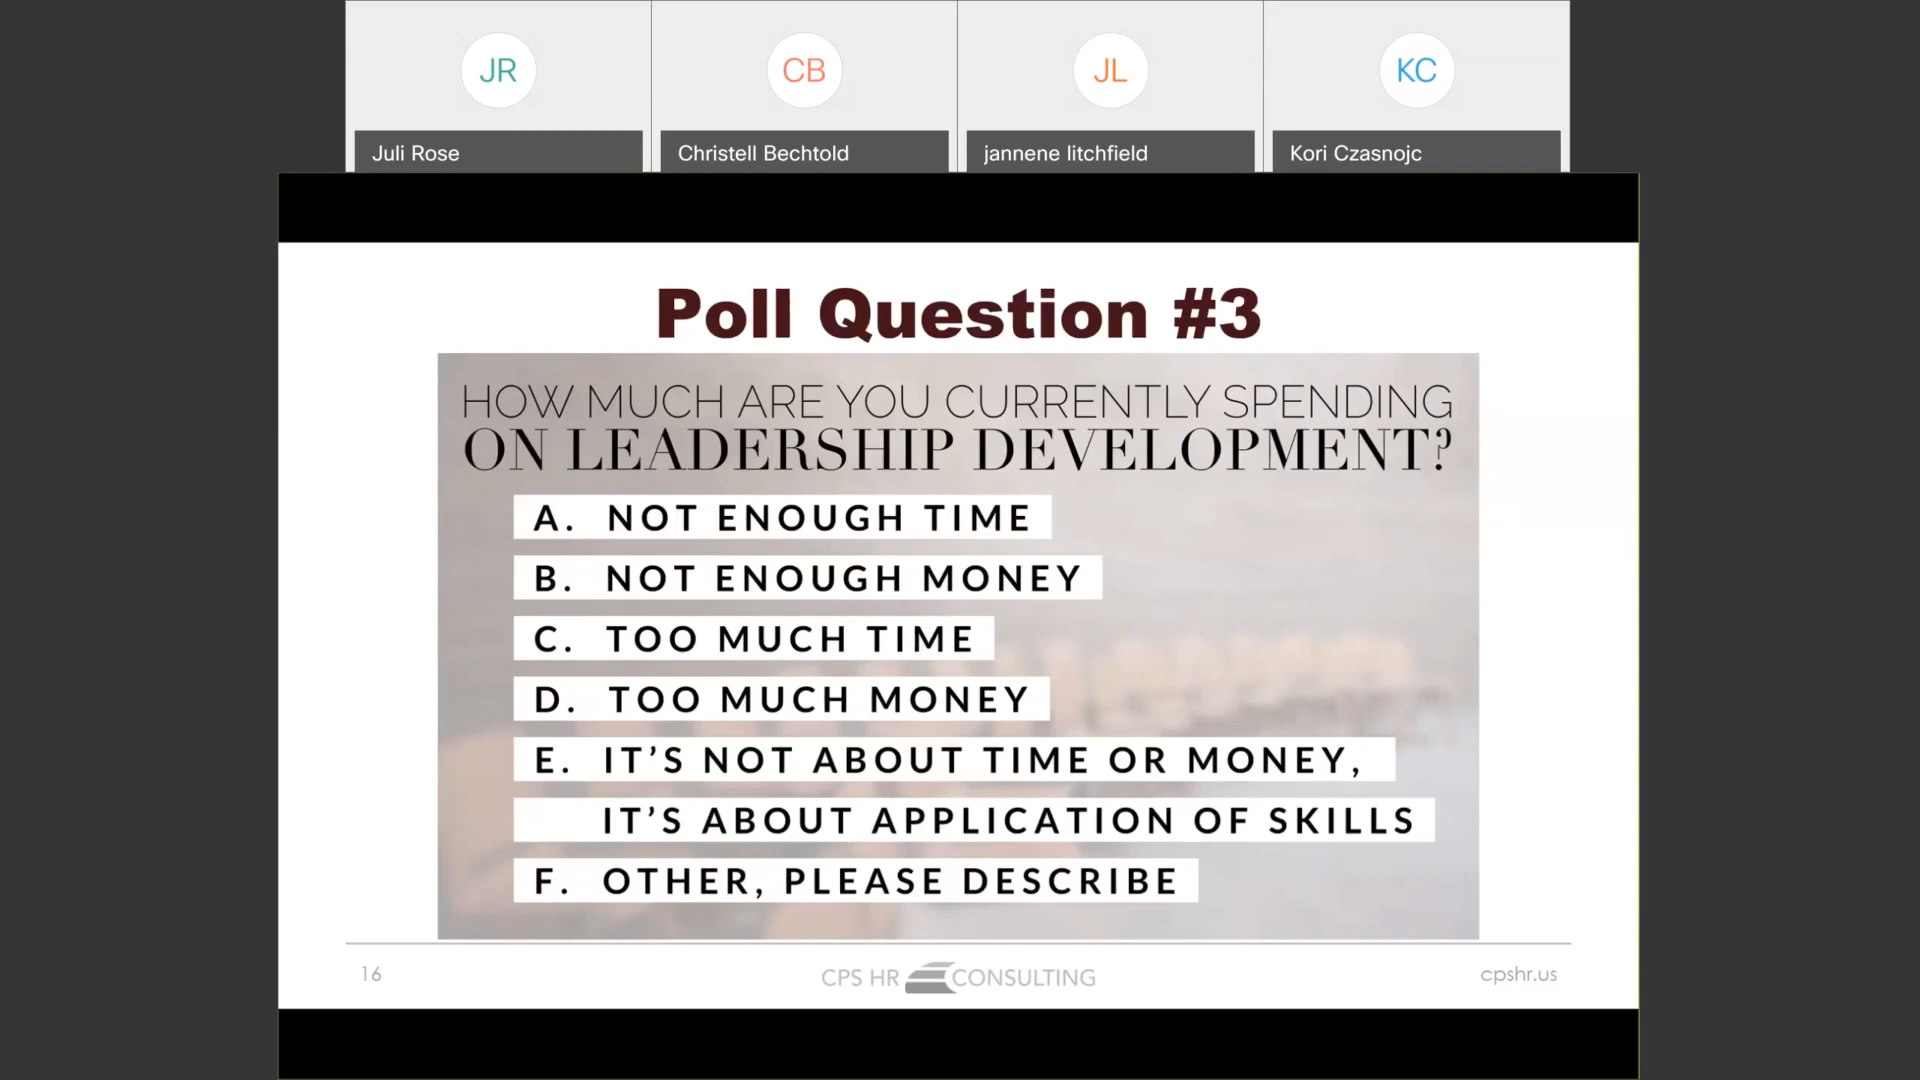 JR
CB
JL
KC
Juli Rose
Christell Bechtold
jannene litchfield
Kori Czasnojc
Poll Question #3
HOW MUCH ARE YOU CURRENTLY SPENDING
ON LEADERSHIP DEVELOPMENT?
A. NOT ENOUGH TIME
B. NOT ENOUGH MONEY
C. TOO MUCH TIME
D. TOO MUCH MONEY
E. IT’S NOT ABOUT TIME OR MONEY,
IT’S ABOUT APPLICATION OF SKILLS
F. OTHER, PLEASE DESCRIBE
16
CPS HR CONSULTING
cpshr.us